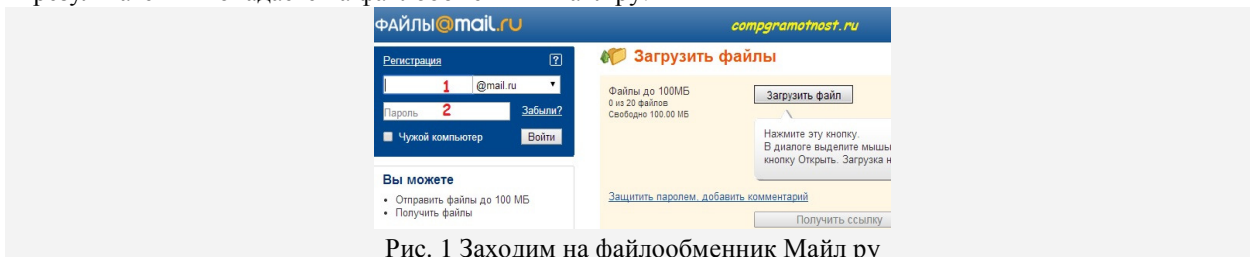 ФАЙЛЫ@mail.ru
compgramotnost.ru
Регистрация ?
1 @mail.ru
Пароль 2 Забыли?
Чужой компьютер Войти
Вы можете
Отправить файлы до 100 МБ
Получить файлы
Загрузить файлы
Файлы до 100МБ
0 из 20 файлов
Свободно 100.00 МБ
Загрузить файл
Нажмите эту кнопку.
В диалоге выделите мышы
кнопку Открыть. Загрузка н
Защитить паролем, добавить комментарий
Получить ссылку
Рис. 1 Заходим на файлообменник Майл ру